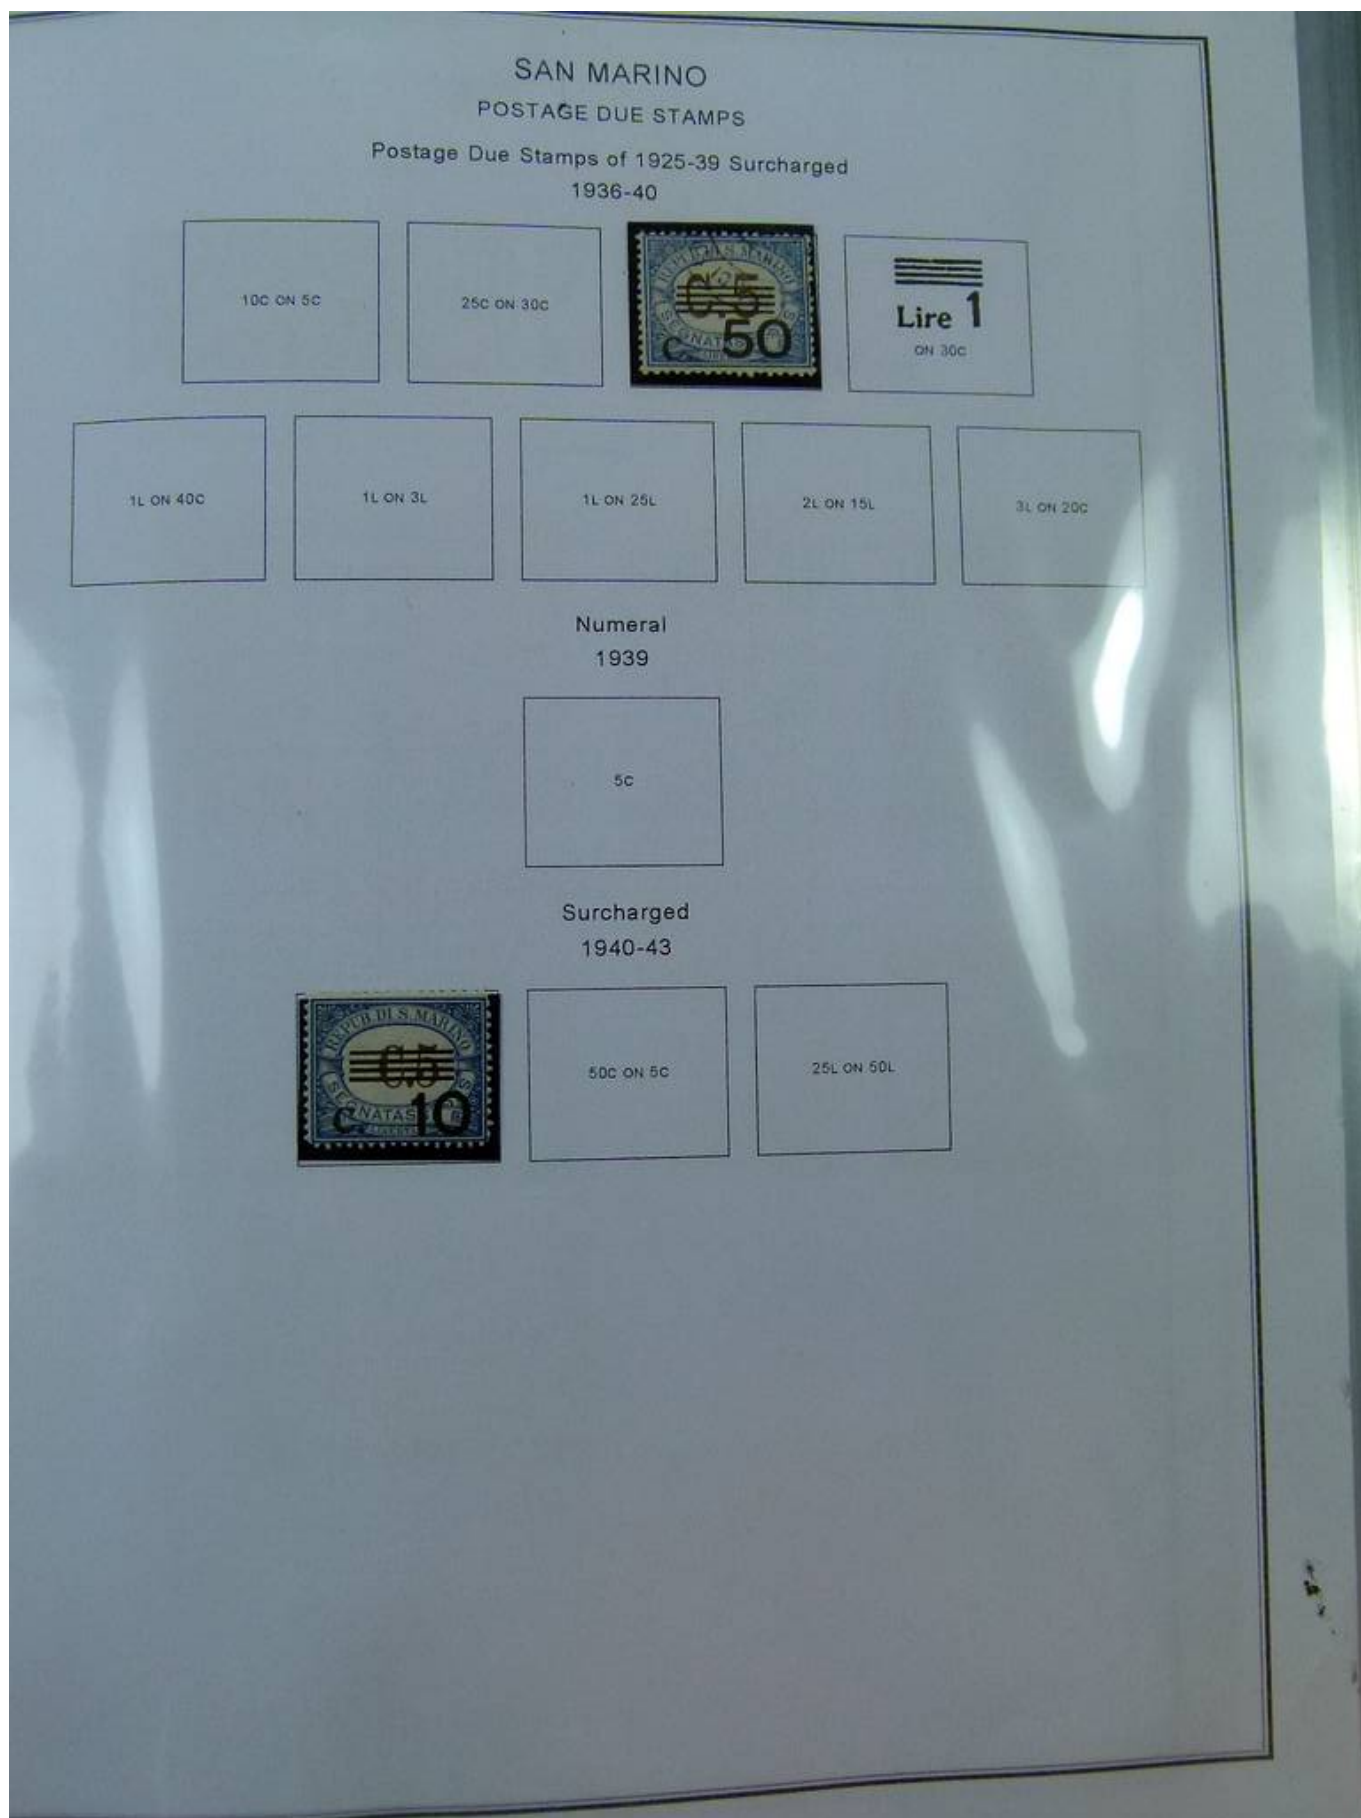 SAN MARINO
POSTAGE DUE STAMPS
Postage Due Stamps of 1925-39 Surcharged
1936-40
10C ON 5C
25C ON 30C
REPUB. DI S. MARINO
C.5
SEGNATASSE
C. 50
Lire 1
ON 30C
1L ON 40C
1L ON 3L
1L ON 25L
2L ON 15L
3L ON 20C
Numeral
1939
5C
Surcharged
1940-43
REPUB. DI S. MARINO
C.5
SEGNATAS
C. 10
50C ON 5C
25L ON 50L